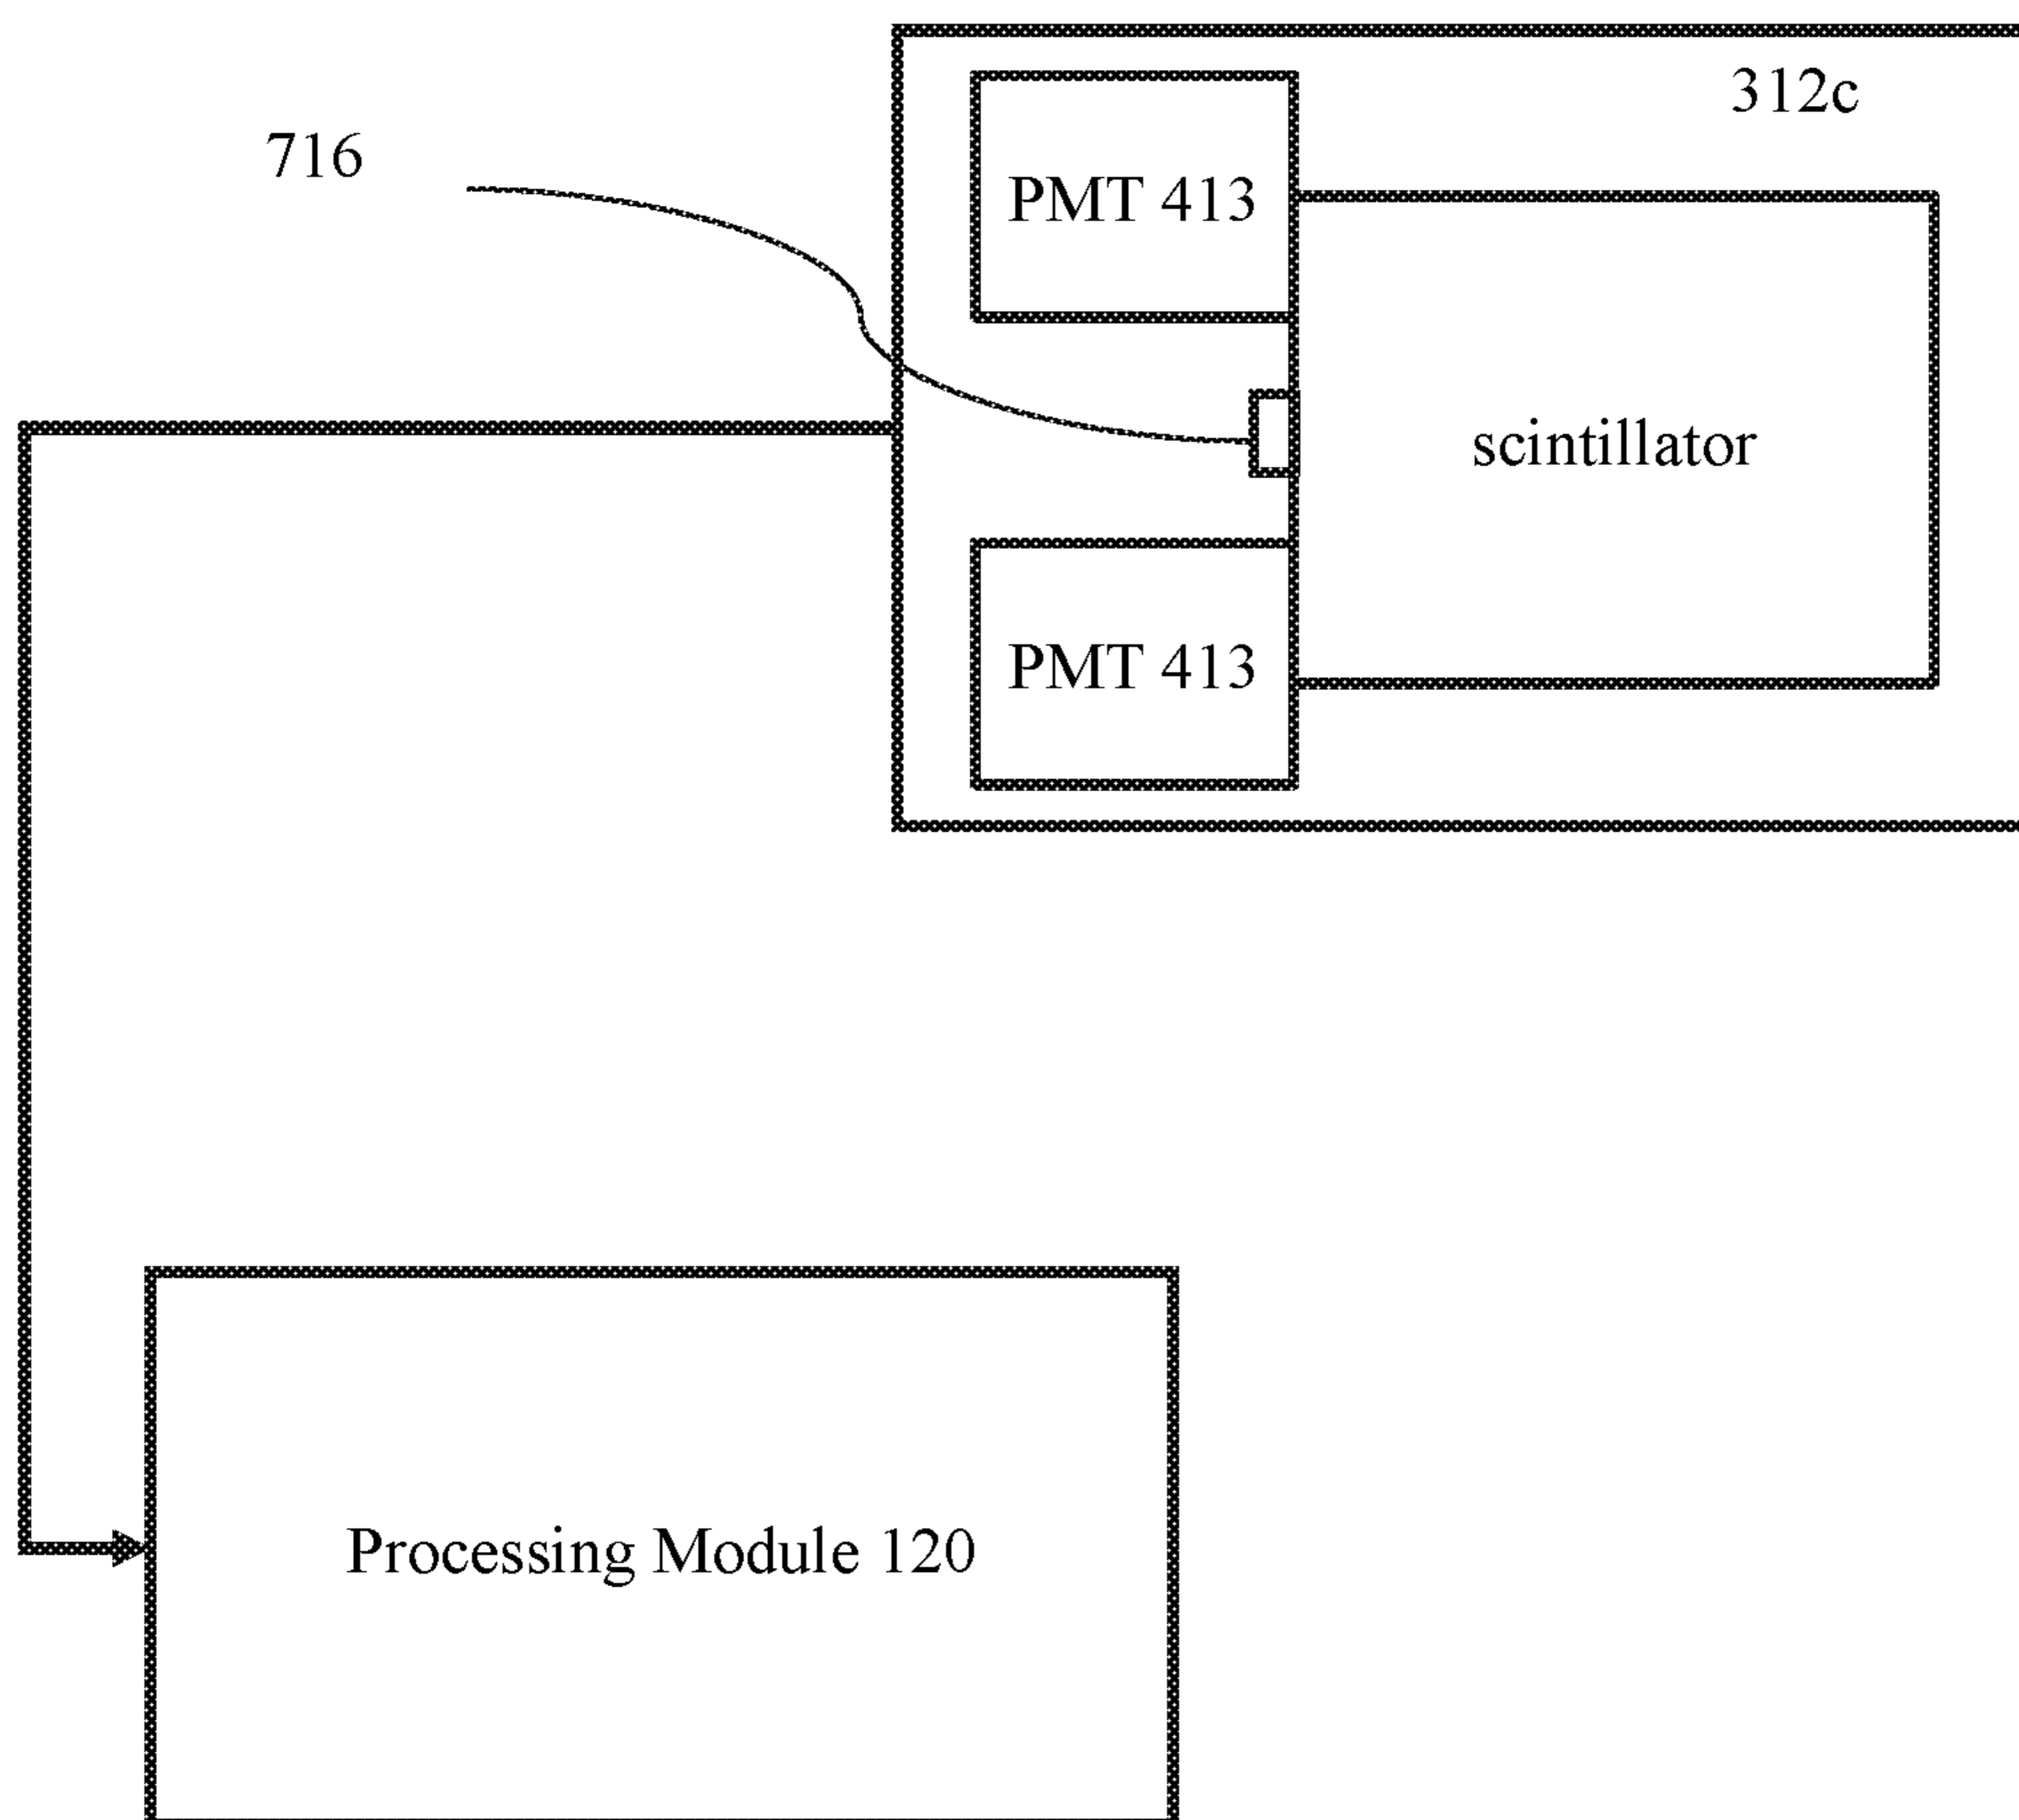 312c
716
PMT 413
scintillator
PMT 413
Processing Module 120